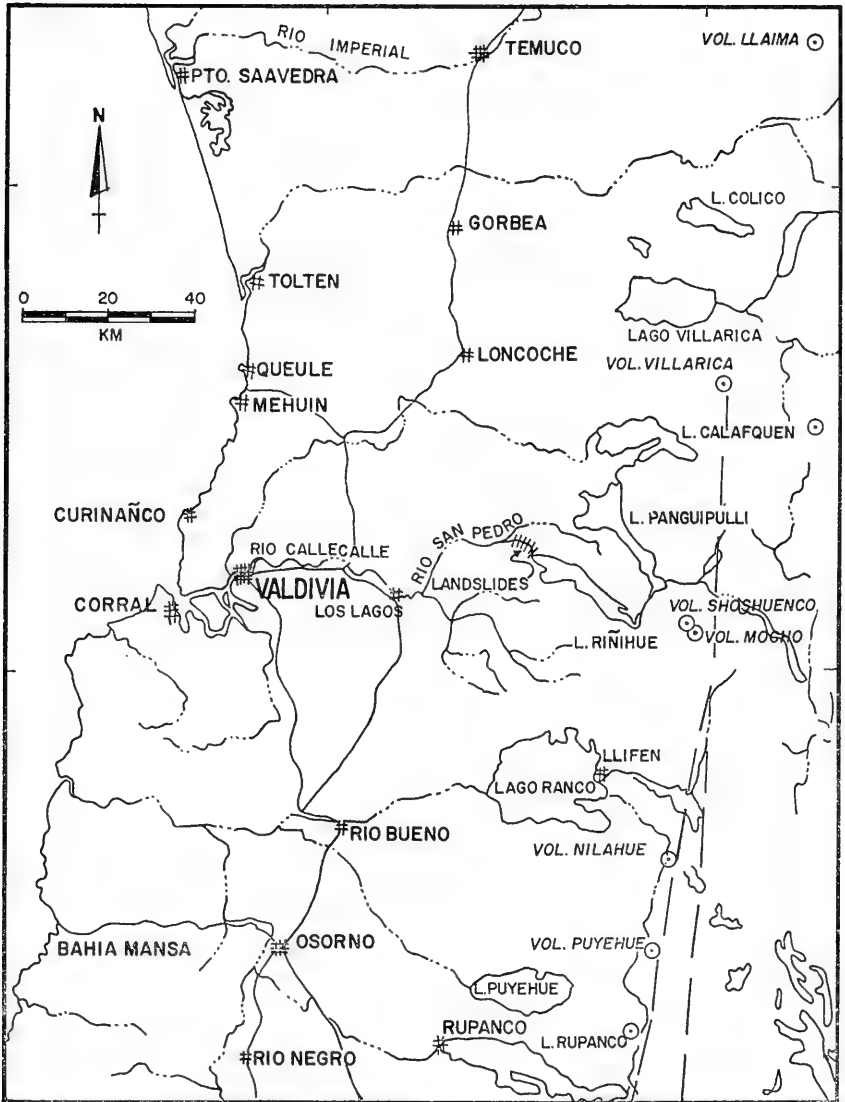 RIO IMPERIAL
TEMUCO
VOL. LLAIMA
PTO. SAAVEDRA
N
L. COLICO
GORBEA
TOLTEN
0 20 40
KM
LAGO VILLARICA
LONCOCHE
VOL. VILLARICA
QUEULE
MEHUIN
L. CALAFQUEN
CURINAÑCO
L. PANGUIPULLI
RIO SAN PEDRO
RIO CALLECALLE
VALDIVIA
LANDSLIDES
CORRAL
LOS LAGOS
VOL. SHOSHUENCO
VOL. MOCHO
L. RIÑIHUE
LLIFEN
LAGO RANCO
RIO BUENO
VOL. NILAHUE
BAHIA MANSA
OSORNO
VOL. PUYEHUE
L. PUYEHUE
RUPANCO
L. RUPANCO
RIO NEGRO